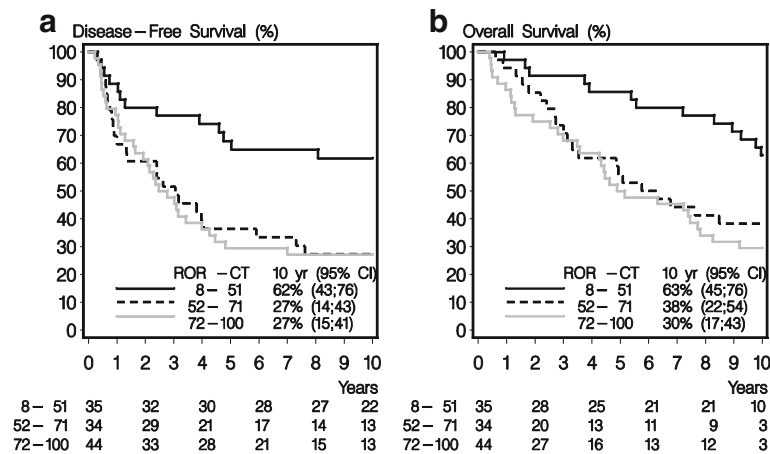 a Disease–Free Survival (%)
100
90
80
70
60
50
40
30
20
10
0
ROR –CT 10 yr (95% CI)
8– 51 62% (43;76)
52– 71 27% (14;43)
72–100 27% (15;41)
0 1 2 3 4 5 6 7 8 9 10
Years
8– 51 35 32 30 28 27 22
52– 71 34 29 21 17 14 13
72–100 44 33 28 21 15 13
b Overall Survival (%)
100
90
80
70
60
50
40
30
20
10
0
ROR –CT 10 yr (95% CI)
8– 51 63% (45;76)
52– 71 38% (22;54)
72–100 30% (17;43)
0 1 2 3 4 5 6 7 8 9 10
Years
8– 51 35 28 25 21 21 10
52– 71 34 20 13 11 9 3
72–100 44 27 16 13 12 3